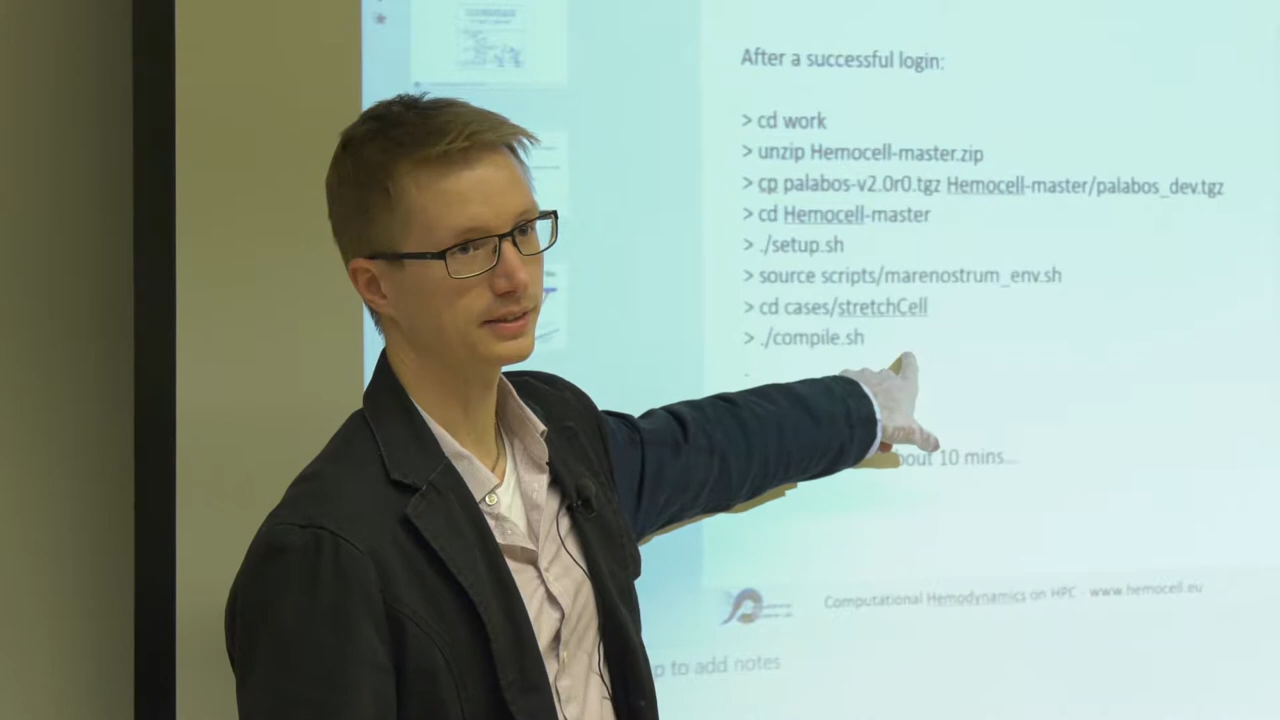 After a successful login:
> cd work
> unzip Hemocell-master.zip
> cp palabos-v2.0r0.tgz Hemocell-master/palabos_dev.tgz
> cd Hemocell-master
> ./setup.sh
> source scripts/marenostrum_env.sh
> cd cases/stretchCell
> ./compile.sh
10 mins...
Computational Hemodynamics on HPC - www.hemocell.eu
to add notes